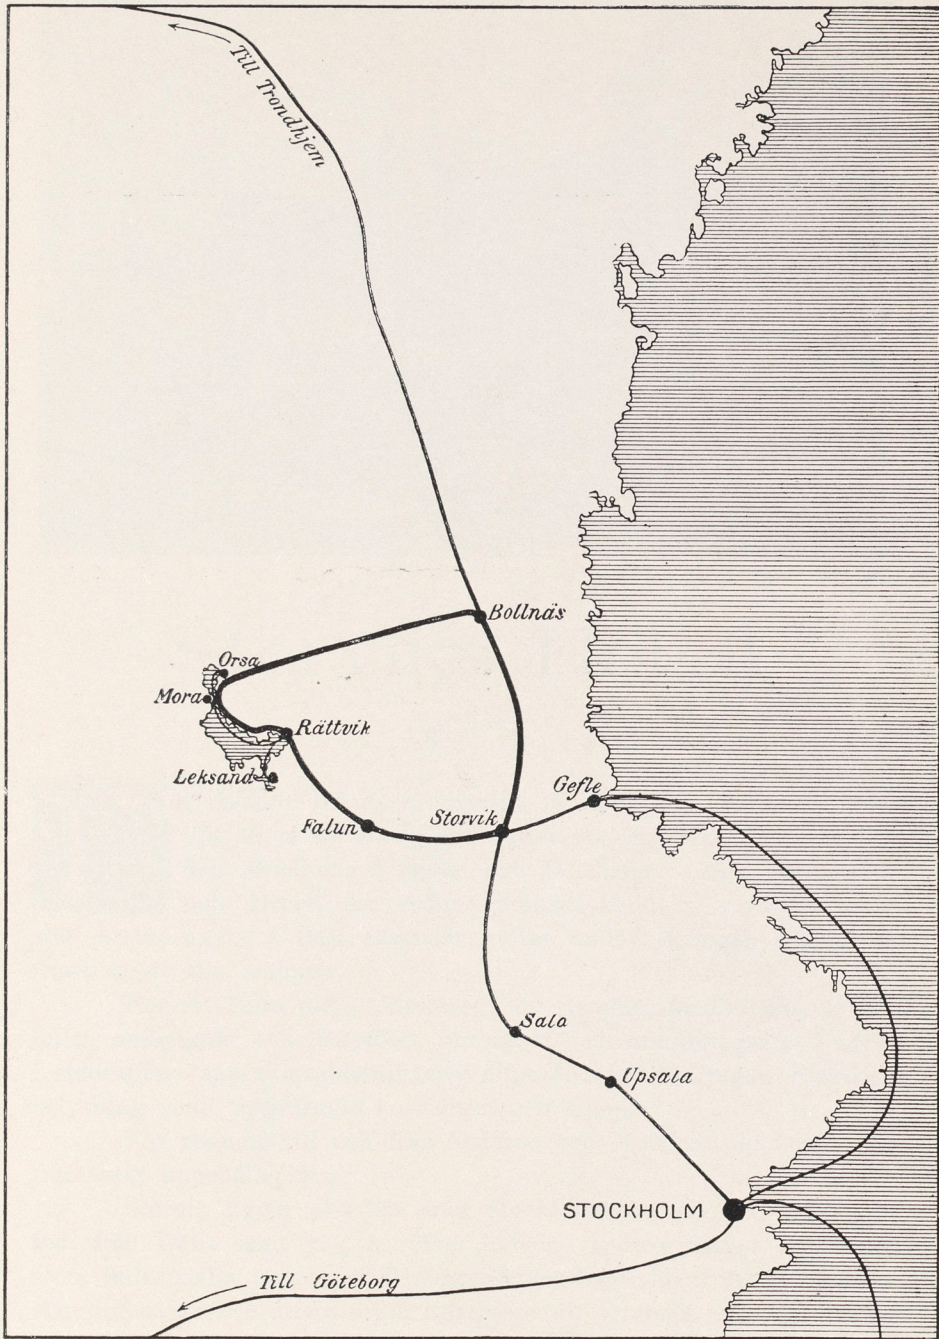 Till Trondhjem
Bollnäs
Orsa
Mora
Rättvik
Leksand
Gefle
Storvik
Falun
Sala
Upsala
STOCKHOLM
Till Göteborg